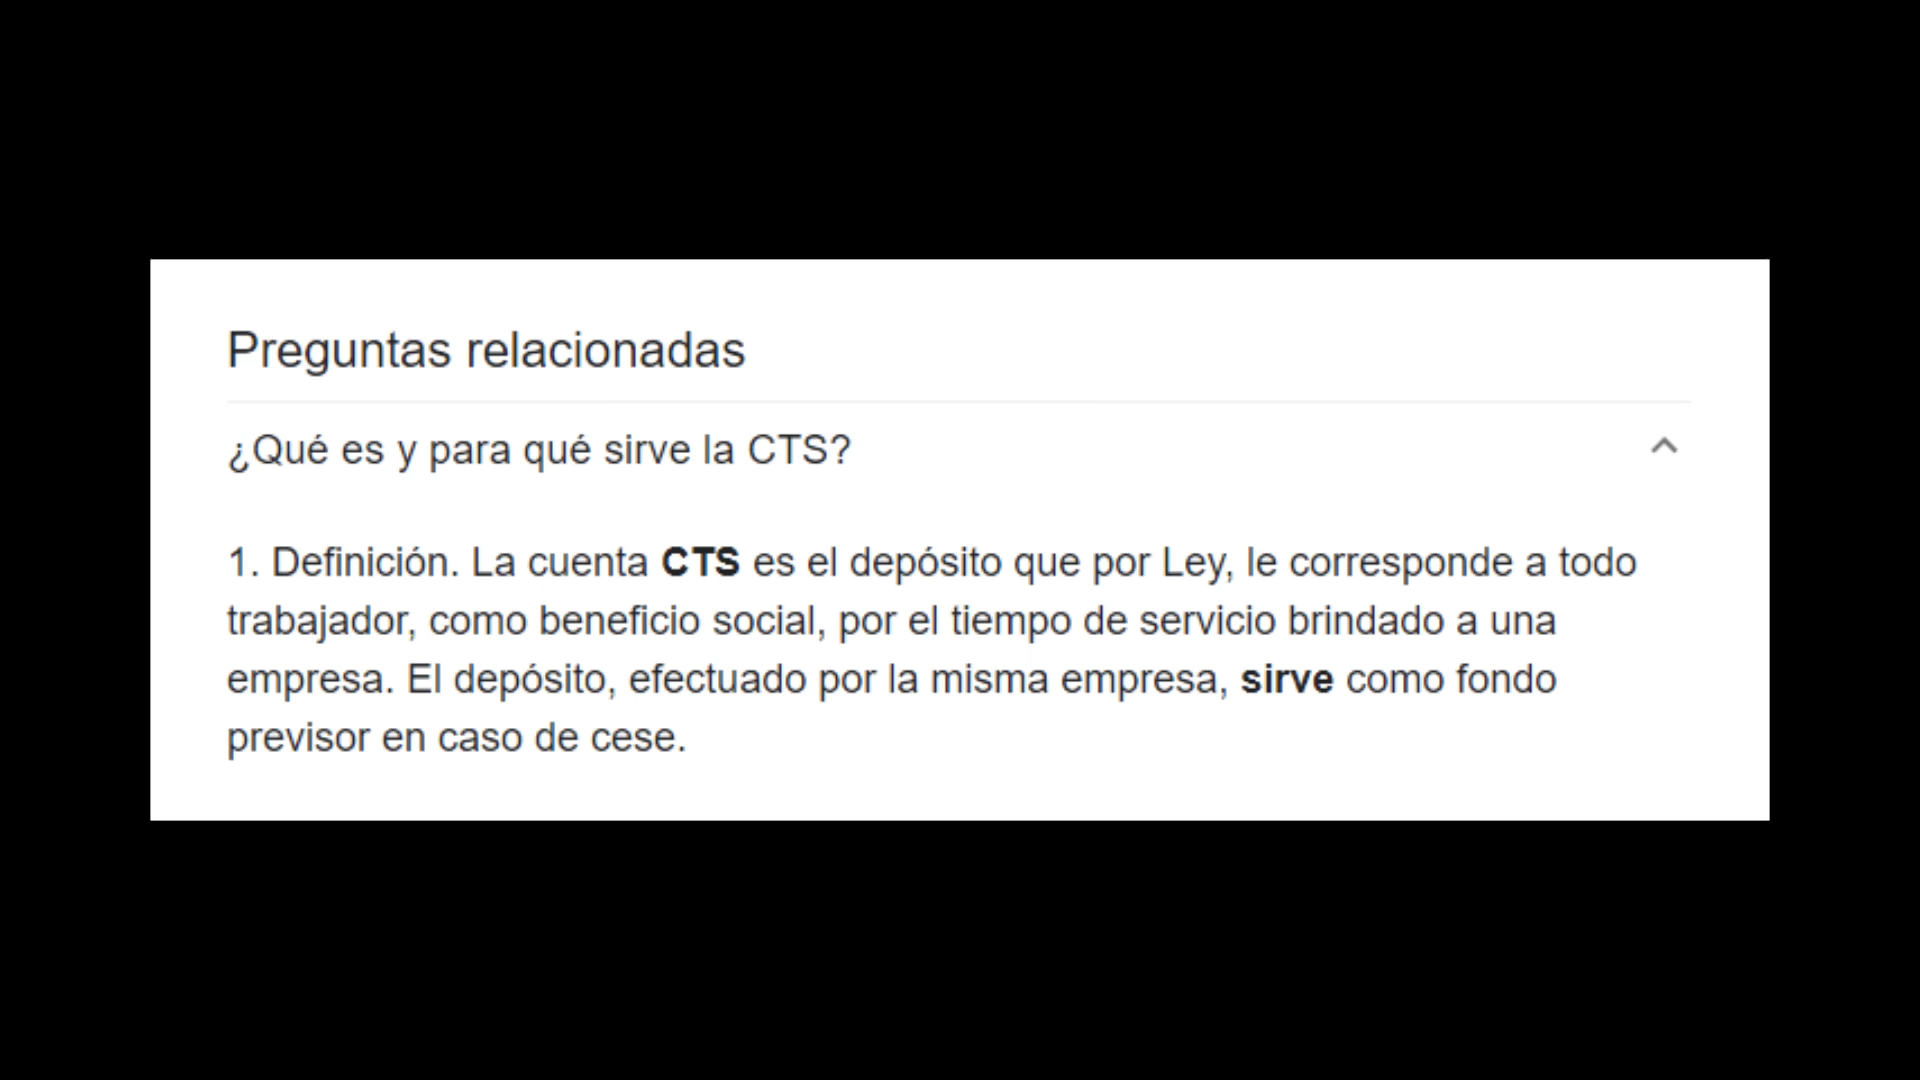 Preguntas relacionadas
¿Qué es y para qué sirve la CTS?
1. Definición. La cuenta CTS es el depósito que por Ley, le corresponde a todo
trabajador, como beneficio social, por el tiempo de servicio brindado a una
empresa. El depósito, efectuado por la misma empresa, sirve como fondo
previsor en caso de cese.